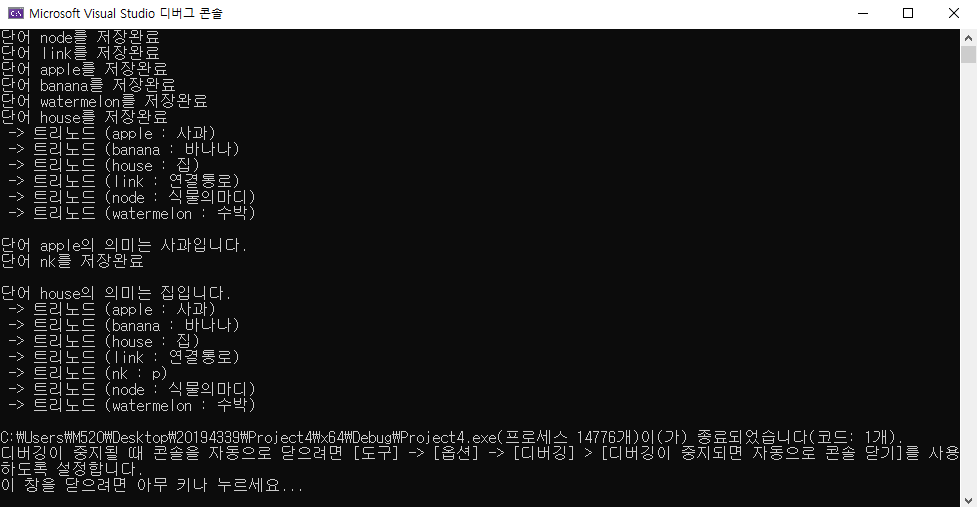 Microsoft Visual Studio 디버그 콘솔
단어 node를 저장완료
단어 link를 저장완료
단어 apple를 저장완료
단어 banana를 저장완료
단어 watermelon를 저장완료
단어 house를 저장완료
-> 트리노드 (apple : 사과)
-> 트리노드 (banana : 바나나)
-> 트리노드 (house : 집)
-> 트리노드 (link : 연결통로)
-> 트리노드 (node : 식물의마디)
-> 트리노드 (watermelon : 수박)
단어 apple의 의미는 사과입니다.
단어 nk를 저장완료
단어 house의 의미는 집입니다.
-> 트리노드 (apple : 사과)
-> 트리노드 (banana : 바나나)
-> 트리노드 (house : 집)
-> 트리노드 (link : 연결통로)
-> 트리노드 (nk : p)
-> 트리노드 (node : 식물의마디)
-> 트리노드 (watermelon : 수박)
C:₩Users₩M520₩Desktop₩20194339₩Project4₩x64₩Debug₩Project4.exe(프로세스 14776개)이(가) 종료되었습니다(코드: 1개).
디버깅이 중지될 때 콘솔을 자동으로 닫으려면 [도구] -> [옵션] -> [디버깅] > [디버깅이 중지되면 자동으로 콘솔 닫기]를 사용
하도록 설정합니다.
이 창을 닫으려면 아무 키나 누르세요...